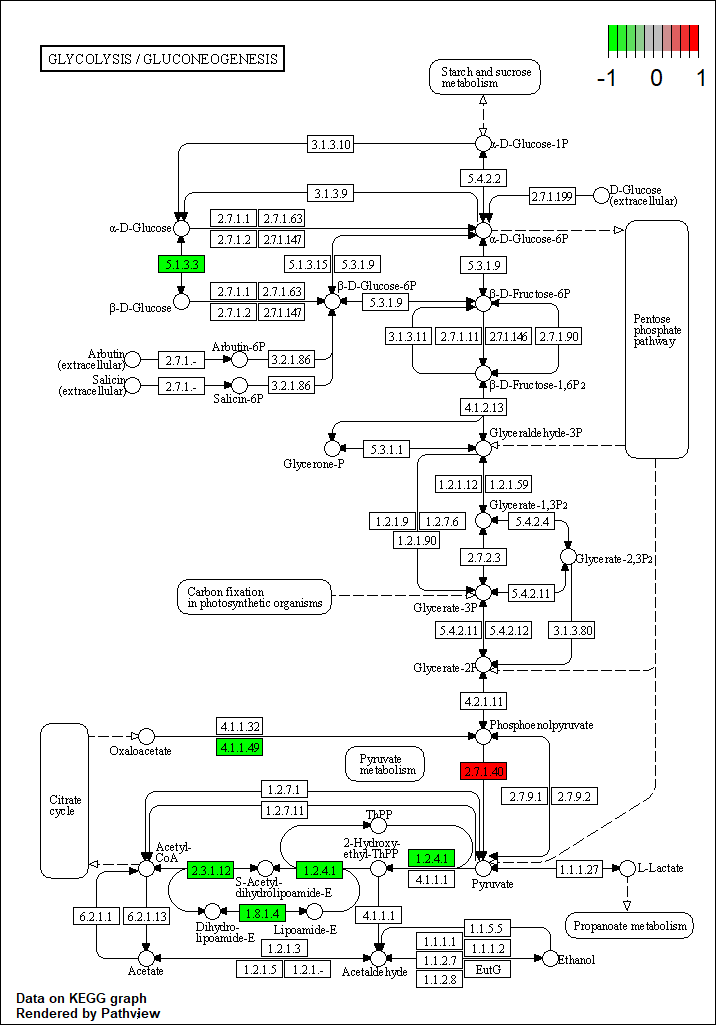 GLYCOLYSIS / GLUCONEOGENESIS
-1 0 1
Starch and sucrose
metabolism
3.1.3.10
α-D-Glucose-1P
5.4.2.2
3.1.3.9
2.7.1.199
D-Glucose
(extracellular)
α-D-Glucose
2.7.1.1
2.7.1.63
2.7.1.2
2.7.1.147
α-D-Glucose-6P
5.1.3.3
5.1.3.15
5.3.1.9
5.3.1.9
β-D-Glucose-6P
β-D-Fructose-6P
β-D-Glucose
2.7.1.1
2.7.1.63
2.7.1.2
2.7.1.147
5.3.1.9
Pentose
phosphate
pathway
3.1.3.11
2.7.1.11
2.7.1.146
2.7.1.90
Arbutin
(extracellular)
2.7.1.-
Arbutin-6P
3.2.1.86
Salicin
(extracellular)
2.7.1.-
Salicin-6P
3.2.1.86
β-D-Fructose-1,6P2
4.1.2.13
Glyceraldehyde-3P
5.3.1.1
Glycerone-P
1.2.1.12
1.2.1.59
Glycerate-1,3P2
1.2.1.9
1.2.7.6
1.2.1.90
5.4.2.4
2.7.2.3
Glycerate-2,3P2
Carbon fixation
in photosynthetic organisms
5.4.2.11
Glycerate-3P
5.4.2.11
5.4.2.12
3.1.3.80
Glycerate-2P
4.2.1.11
4.1.1.32
Phosphoenolpyruvate
Oxaloacetate
4.1.1.49
Pyruvate
metabolism
2.7.1.40
Citrate
cycle
1.2.7.1
2.7.9.1
2.7.9.2
1.2.7.11
ThPP
Acetyl-
CoA
2-Hydroxy-
ethyl-ThPP
2.3.1.12
1.2.4.1
1.2.4.1
4.1.1.1
S-Acetyl-
dihydrolipoamide-E
Pyruvate
1.1.1.27
L-Lactate
1.8.1.4
Dihydro-
lipoamide-E
Lipoamide-E
6.2.1.1
6.2.1.13
4.1.1.1
Propanoate metabolism
1.1.5.5
1.2.1.3
1.1.1.1
1.1.1.2
1.2.1.5
1.2.1.-
1.1.2.7
EutG
1.1.2.8
Acetate
Acetaldehyde
Ethanol
Data on KEGG graph
Rendered by Pathview